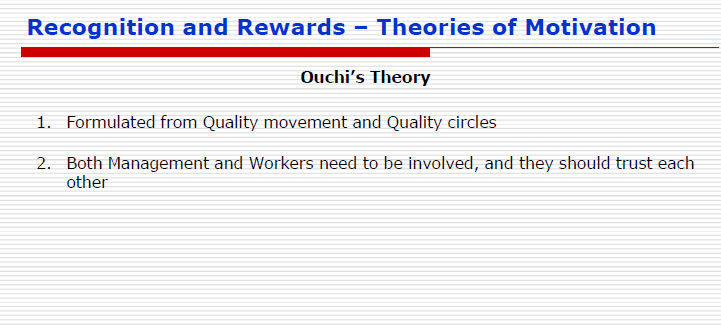 Recognition and Rewards – Theories of Motivation
Ouchi’s Theory
1. Formulated from Quality movement and Quality circles
2. Both Management and Workers need to be involved, and they should trust each
other